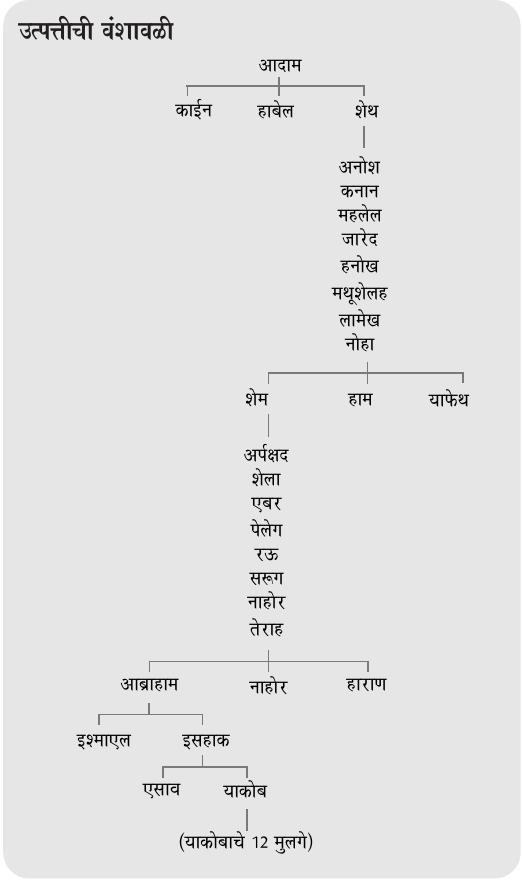 उत्पत्तीची वंशावळी
आदाम
काईन हाबेल शेथ
अनोश
कनान
महलेल
जारेद
हनोख
मथूशेलह
लामेख
नोहा
शेम हाम याफेथ
अर्पक्षद
शेला
एबर
पेलेग
रऊ
सरूग
नाहोर
तेराह
आब्राहाम नाहोर हाराण
इश्माएल इसहाक
एसाव याकोब
(याकोबाचे 12 मुलगे)